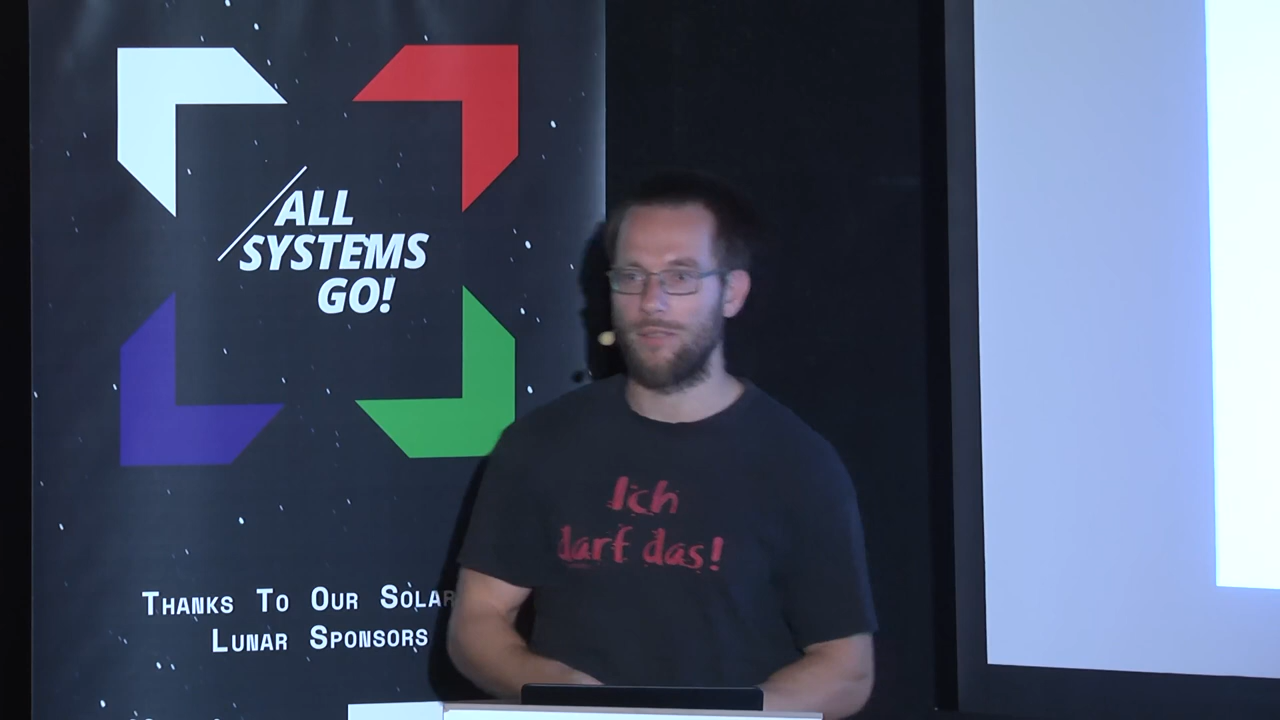 ALL
SYSTEMS
GO!
THANKS TO OUR SOLAR
LUNAR SPONSORS
Ich
darf das!